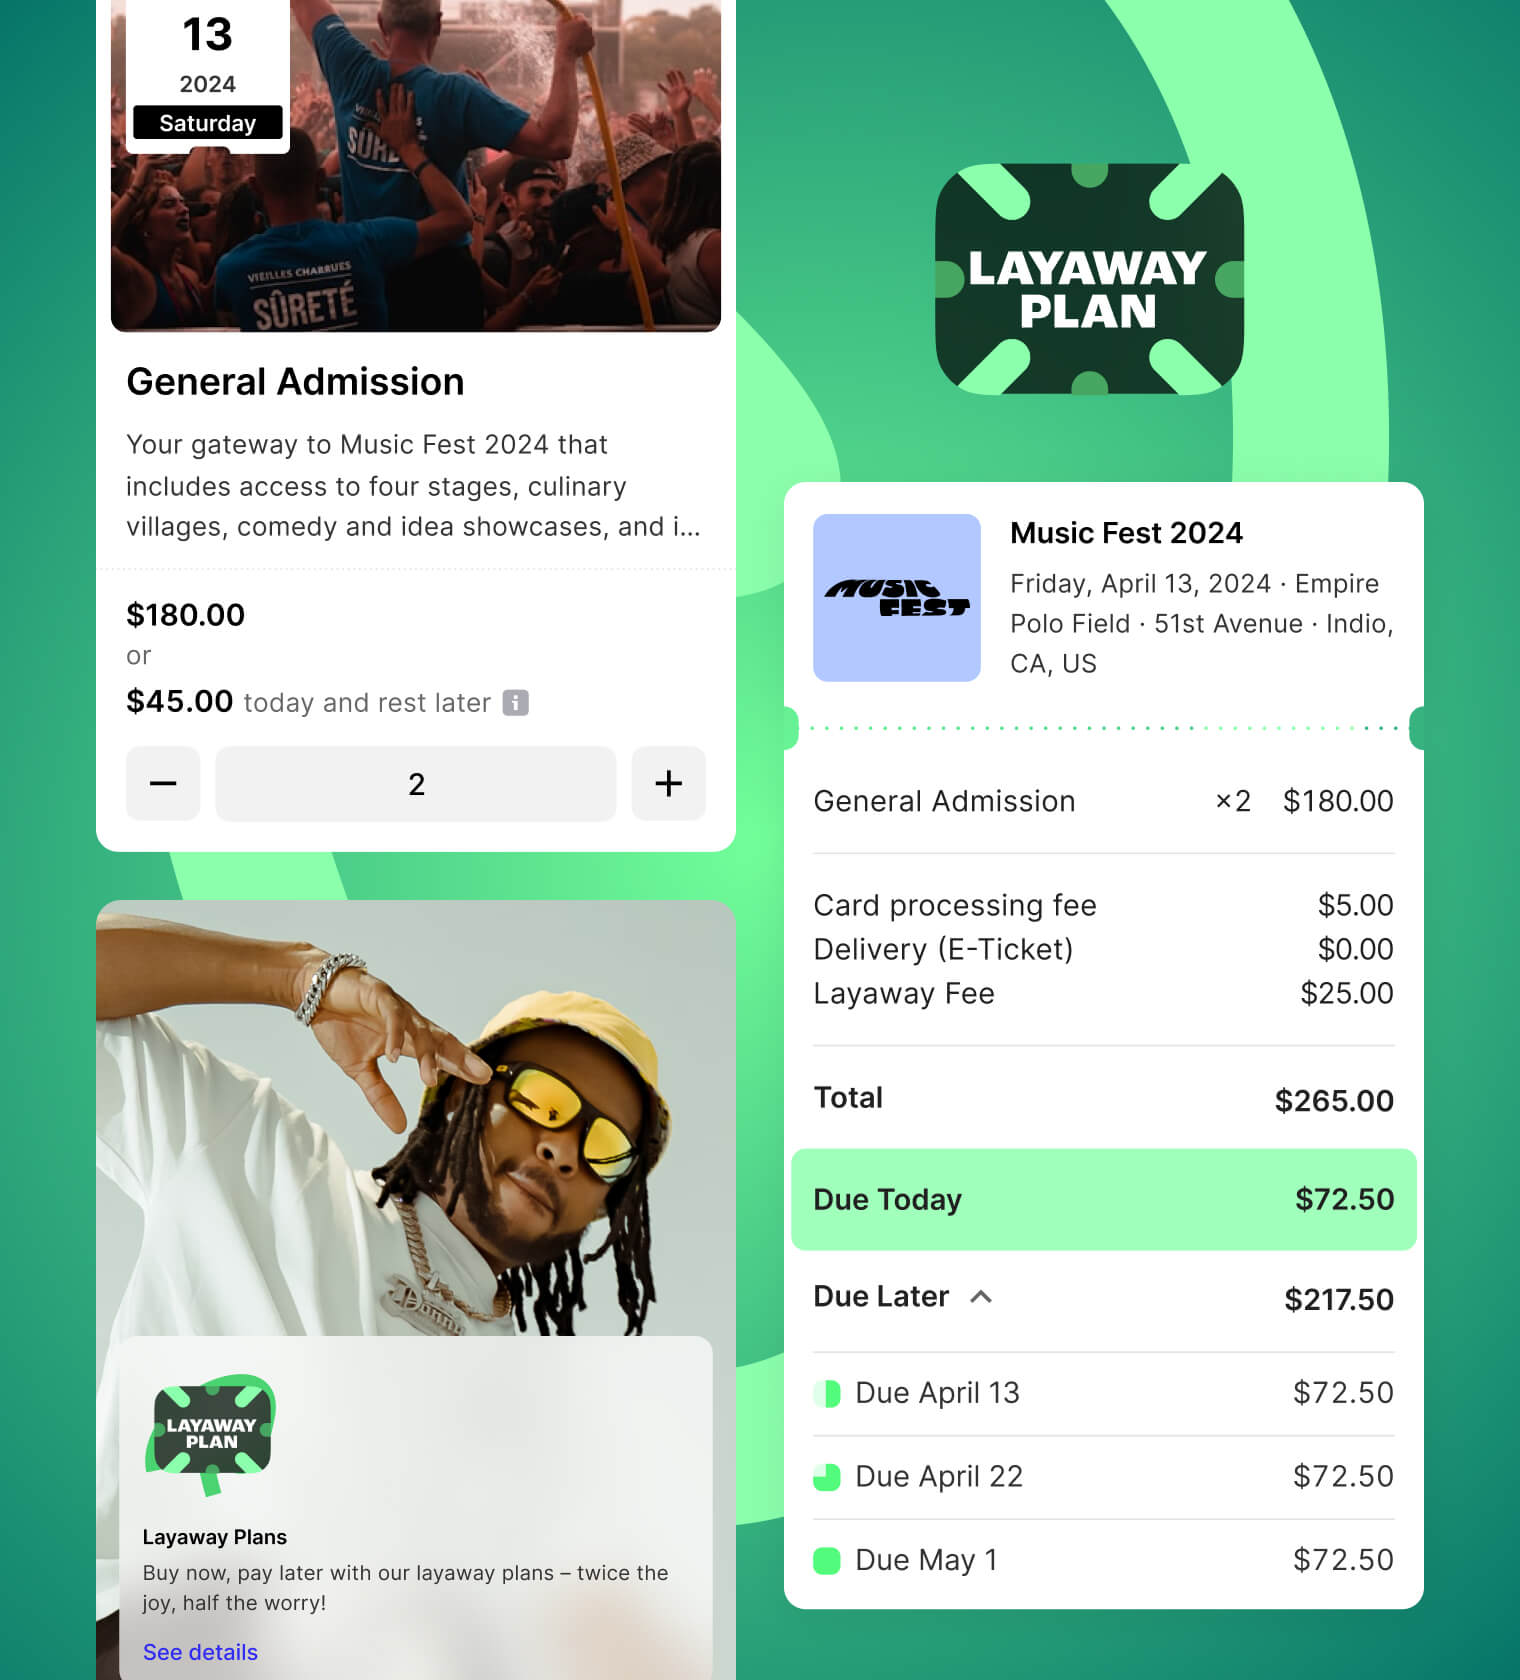 13
2024
Saturday
VIEILLES CHARRUES
SÛRETÉ
General Admission
Your gateway to Music Fest 2024 that
includes access to four stages, culinary
villages, comedy and idea showcases, and i...
$180.00
or
$45.00 today and rest later
2
Layaway Plans
LAYAWAY
PLAN
Buy now, pay later with our layaway plans – twice the
joy, half the worry!
See details
LAYAWAY
PLAN
MUSIC
FEST
Music Fest 2024
Friday, April 13, 2024 · Empire
Polo Field · 51st Avenue · Indio,
CA, US
General Admission ×2 $180.00
Card processing fee $5.00
Delivery (E-Ticket) $0.00
Layaway Fee $25.00
Total $265.00
Due Today $72.50
Due Later $217.50
Due April 13 $72.50
Due April 22 $72.50
Due May 1 $72.50